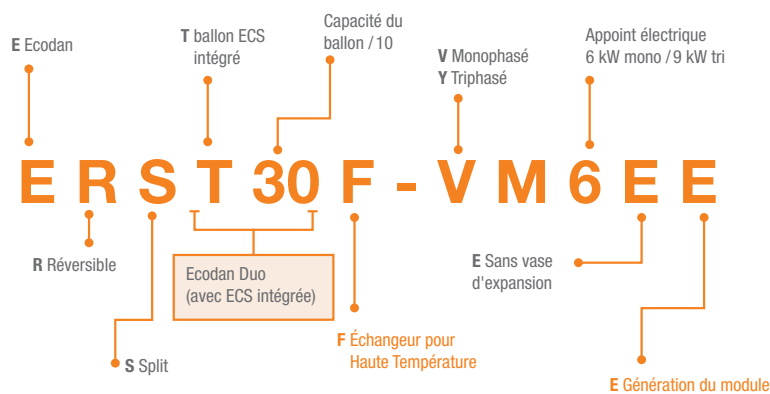 E Ecodan
T ballon ECS
intégré
Capacité du
ballon / 10
V Monophasé
Y Triphasé
Appoint électrique
6 kW mono / 9 kW tri
E R S T 30 F - V M 6 E E
R Réversible
Ecodan Duo
(avec ECS intégrée)
E Sans vase
d'expansion
F Échangeur pour
Haute Température
S Split
E Génération du module